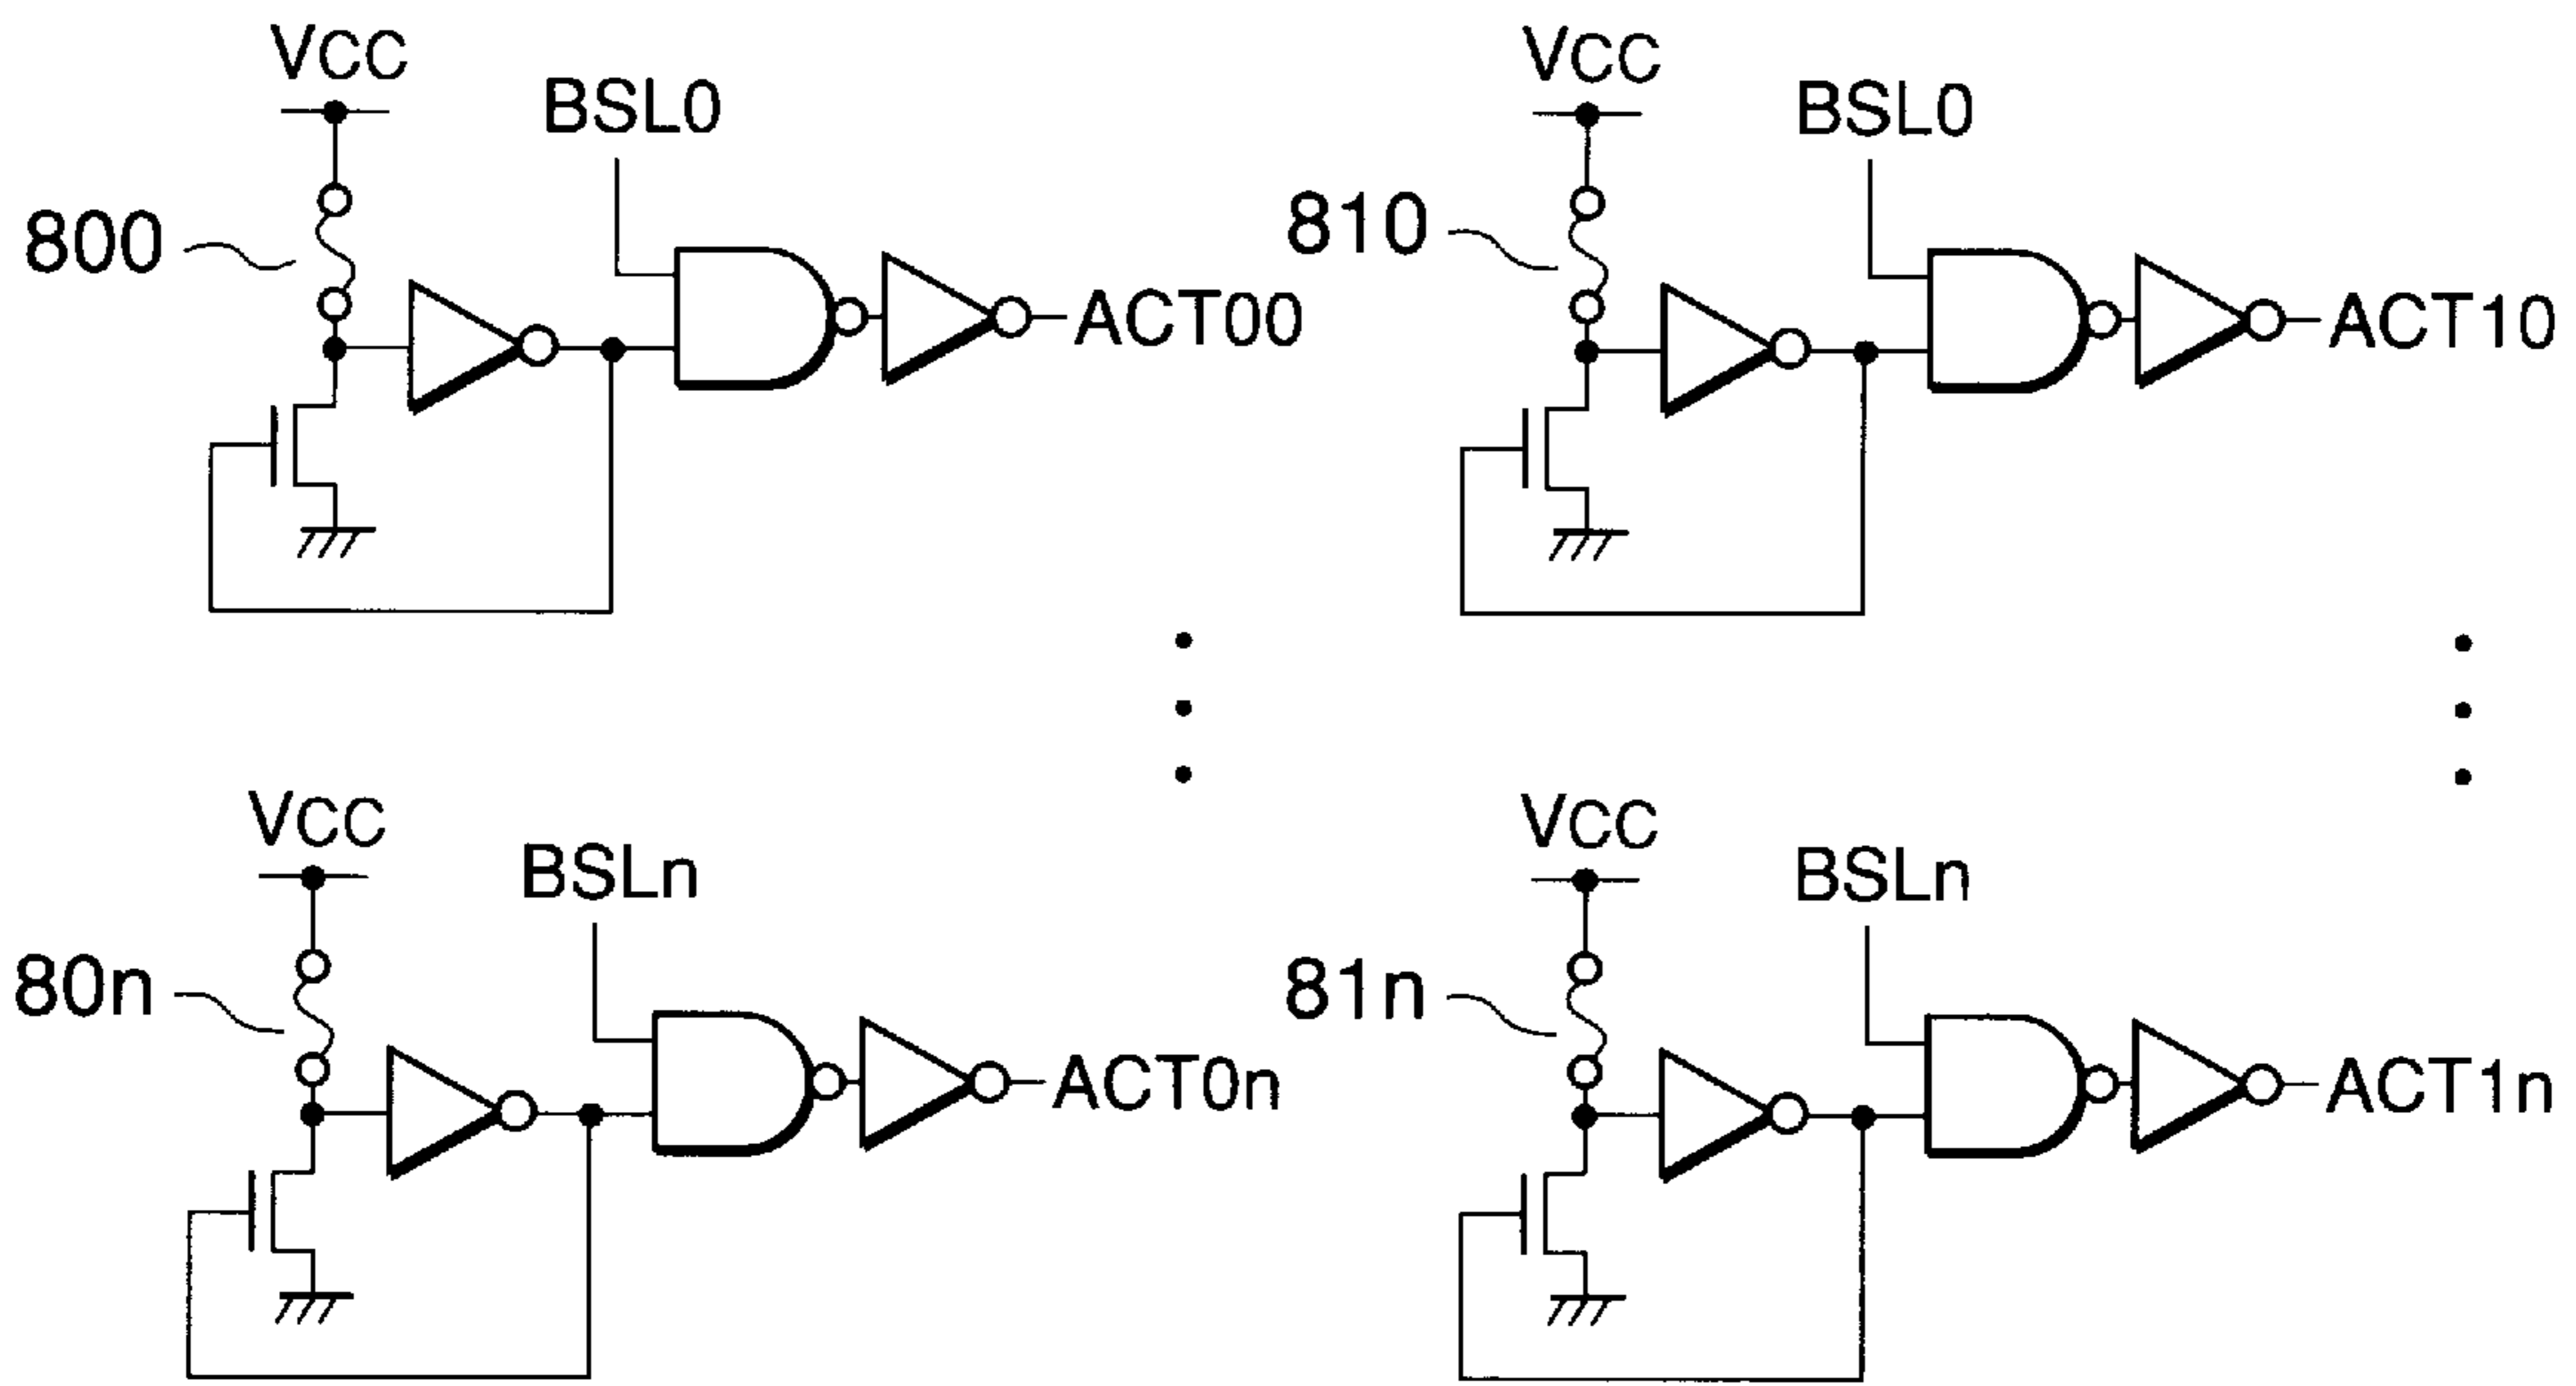 VCC
BSL0
800
ACT00
VCC
BSL0
810
ACT10
VCC
BSLn
80n
ACT0n
VCC
BSLn
81n
ACT1n